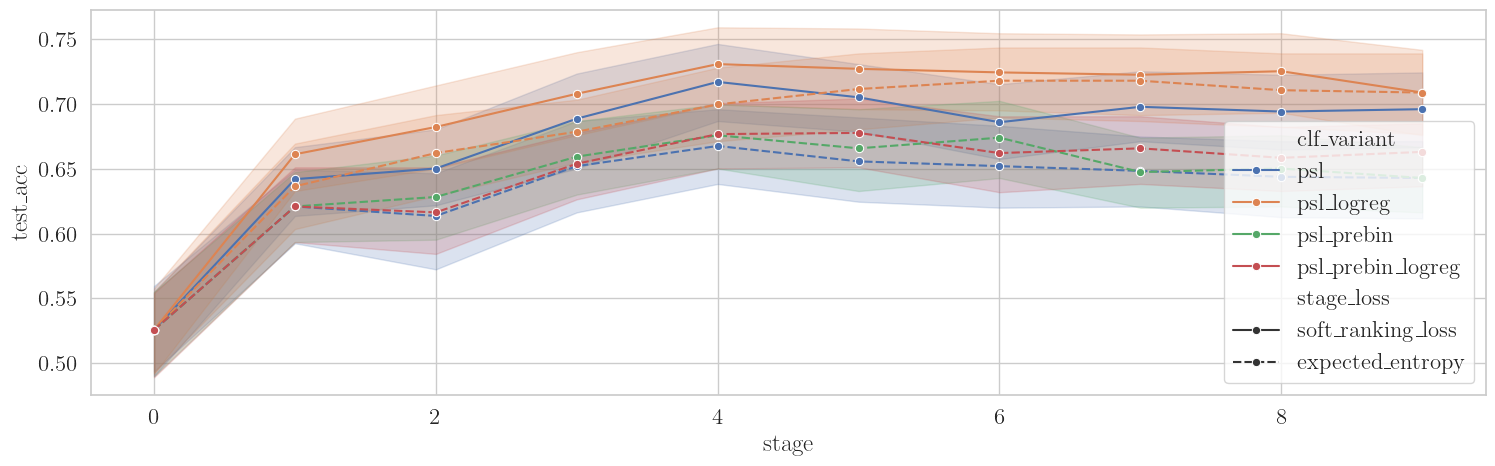 0.75
0.70
0.65
0.60
0.55
0.50
test_acc
0
2
4
6
8
stage
clf_variant
psl
psl_logreg
psl_prebin
psl_prebin_logreg
stage_loss
soft_ranking_loss
expected_entropy